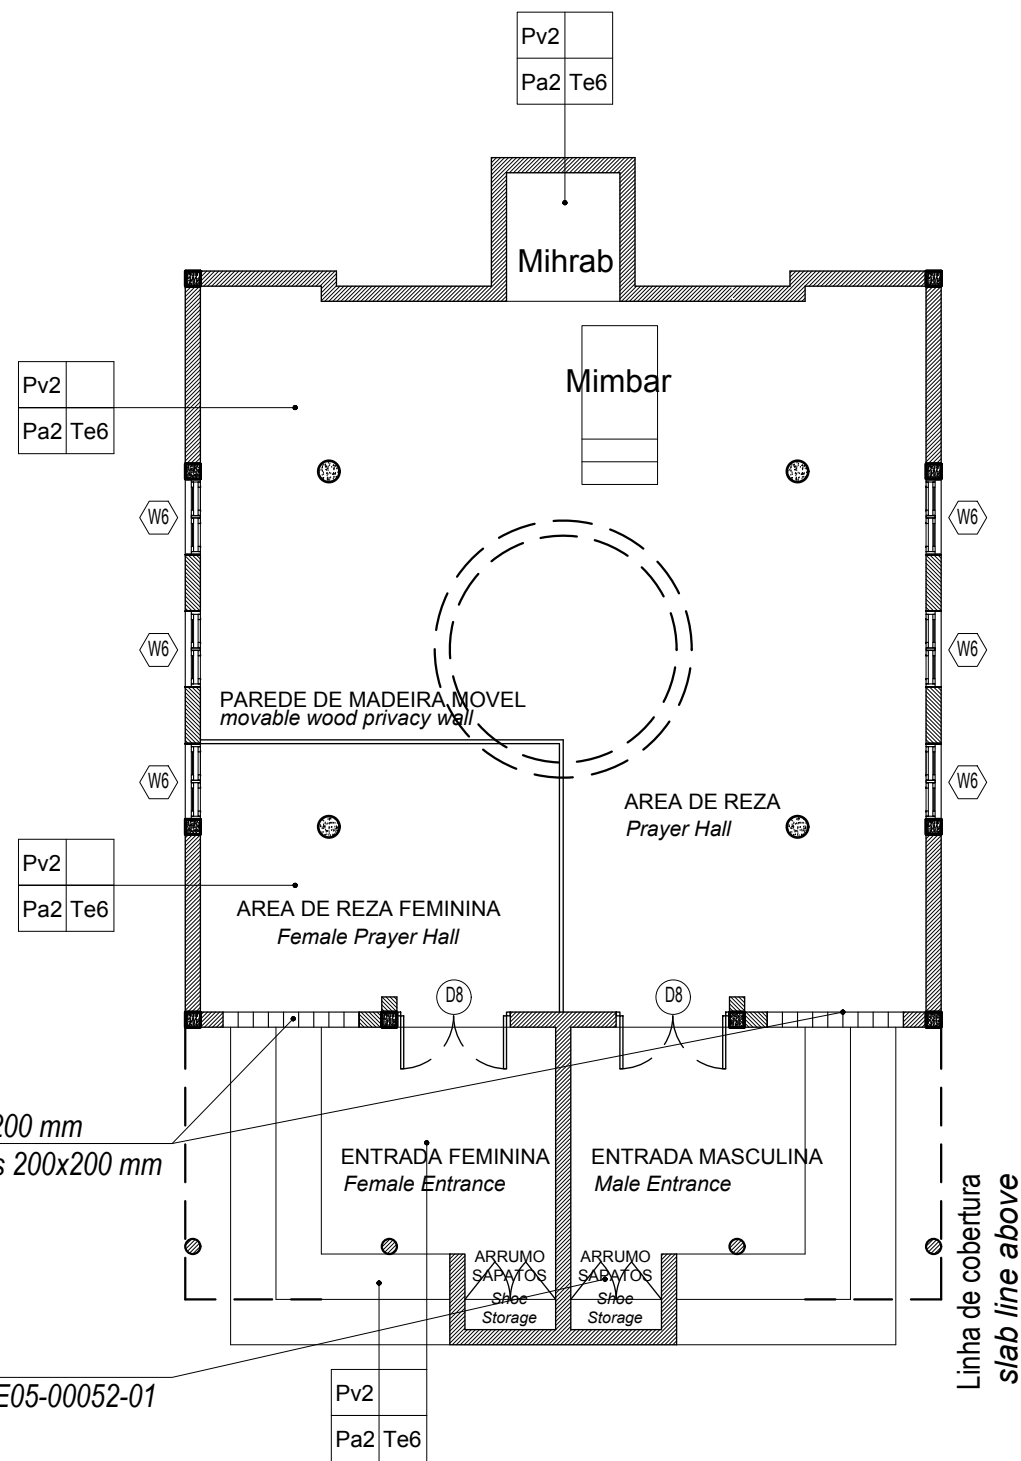 Pv2
Pa2 Te6
Mihrab
Mimbar
Pv2
Pa2 Te6
W6
W6
W6
W6
PAREDE DE MADEIRA MOVEL
movable wood privacy wall
W6
W6
AREA DE REZA
Prayer Hall
Pv2
Pa2 Te6
AREA DE REZA FEMININA
Female Prayer Hall
D8
D8
200 mm
s 200x200 mm
ENTRADA FEMININA
Female Entrance
ENTRADA MASCULINA
Male Entrance
ARRUMO
SAPATOS
Shoe
Storage
ARRUMO
SAPATOS
Shoe
Storage
Linha de cobertura
slab line above
E05-00052-01
Pv2
Pa2 Te6